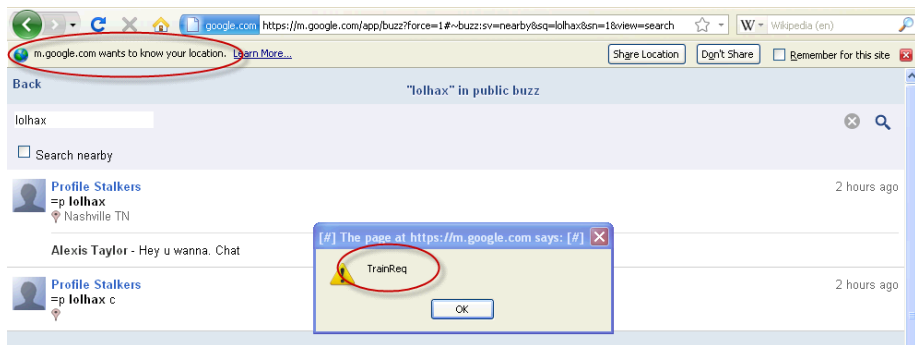 google.com https://m.google.com/app/buzz?force=1#~buzz:sv=nearby&sq=lolhax&sn=1&view=search W Wikipedia (en)
m.google.com wants to know your location. Learn More... Share Location Don't Share Remember for this site
Back
"lolhax" in public buzz
lolhax
Search nearby
Profile Stalkers 2 hours ago
=p lolhax
Nashville TN
[#] The page at https://m.google.com says: [#]
Alexis Taylor - Hey u wanna. Chat
TrainReq
Profile Stalkers 2 hours ago
=p lolhax c
OK